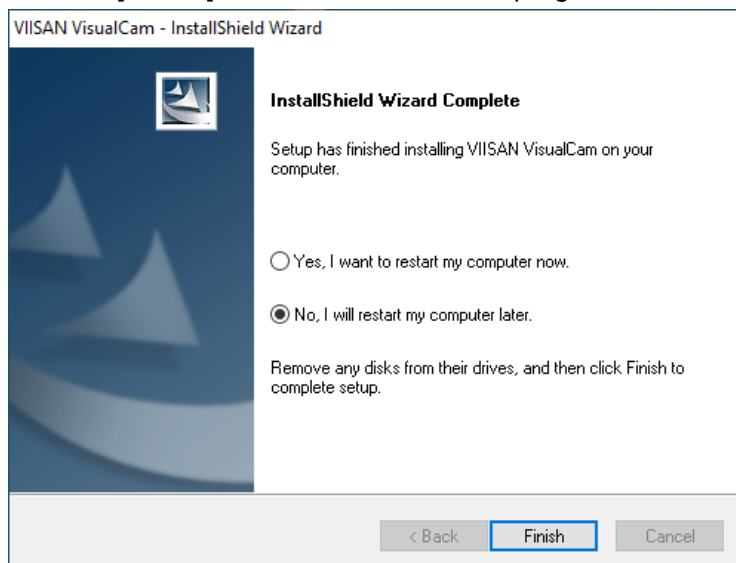 VIISAN VisualCam - InstallShield Wizard
InstallShield Wizard Complete
Setup has finished installing VIISAN VisualCam on your
computer.
Yes, I want to restart my computer now.
No, I will restart my computer later.
Remove any disks from their drives, and then click Finish to
complete setup.
< Back
Finish
Cancel